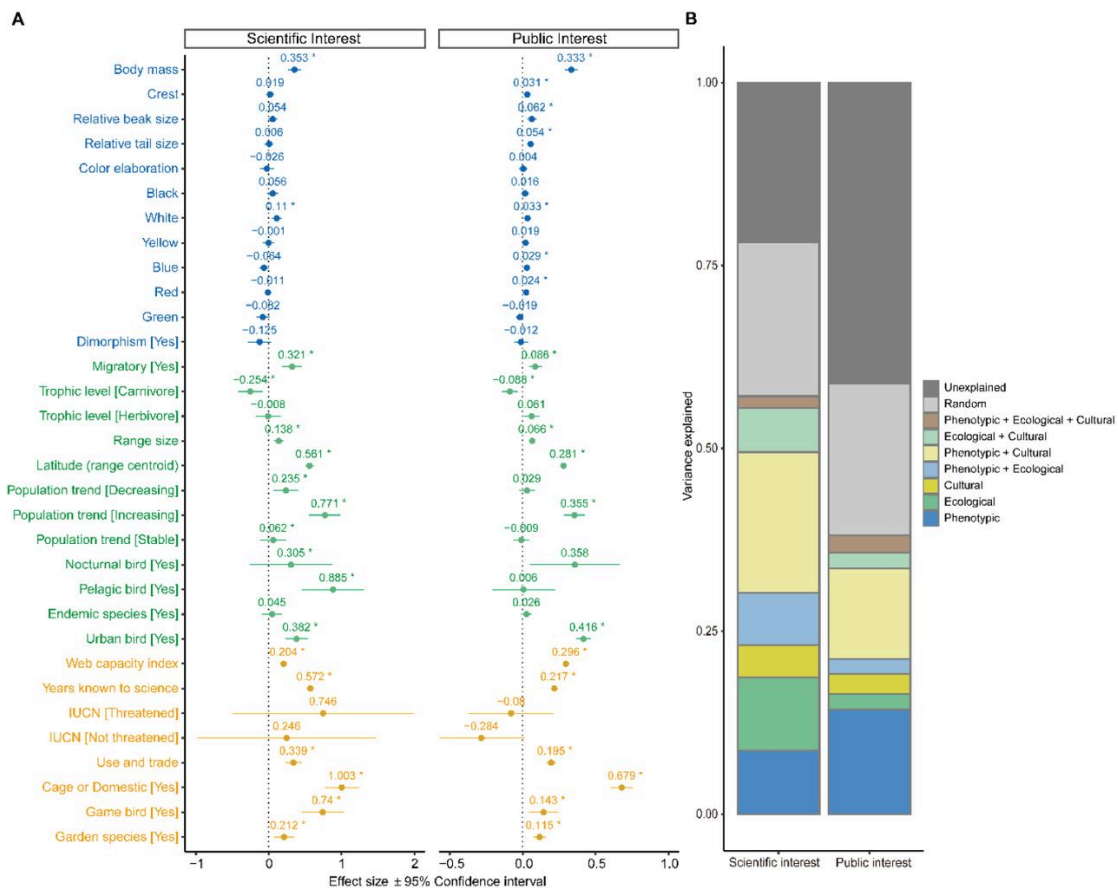 A
B
Scientific Interest
Public Interest
Body mass 0.353 * 0.333 *
Crest 0.019 0.031 *
Relative beak size 0.054 0.062 *
Relative tail size 0.006 0.054 *
Color elaboration −0.026 0.004
Black 0.056 0.016
White 0.11 * 0.033 *
Yellow −0.001 0.019
Blue −0.064 0.029 *
Red −0.011 0.024 *
Green −0.082 −0.019
Dimorphism [Yes] −0.125 −0.012
Migratory [Yes] 0.321 * 0.086 *
Trophic level [Carnivore] −0.254 * −0.088 *
Trophic level [Herbivore] −0.008 0.061
Range size 0.138 * 0.066 *
Latitude (range centroid) 0.561 * 0.281 *
Population trend [Decreasing] 0.235 * 0.029
Population trend [Increasing] 0.771 * 0.355 *
Population trend [Stable] 0.062 * −0.009
Nocturnal bird [Yes] 0.305 * 0.358
Pelagic bird [Yes] 0.885 * 0.006
Endemic species [Yes] 0.045 0.026
Urban bird [Yes] 0.382 * 0.416 *
Web capacity index 0.204 * 0.296 *
Years known to science 0.572 * 0.217 *
IUCN [Threatened] 0.746 −0.08
IUCN [Not threatened] 0.246 −0.284
Use and trade 0.339 * 0.195 *
Cage or Domestic [Yes] 1.003 * 0.679 *
Game bird [Yes] 0.74 * 0.143 *
Garden species [Yes] 0.212 * 0.115 *
−1 0 1 2
−0.5 0.0 0.5 1.0
Effect size ± 95% Confidence interval
Variance explained
1.00
0.75
0.50
0.25
0.00
Scientific interest
Public interest
Unexplained
Random
Phenotypic + Ecological + Cultural
Ecological + Cultural
Phenotypic + Cultural
Phenotypic + Ecological
Cultural
Ecological
Phenotypic